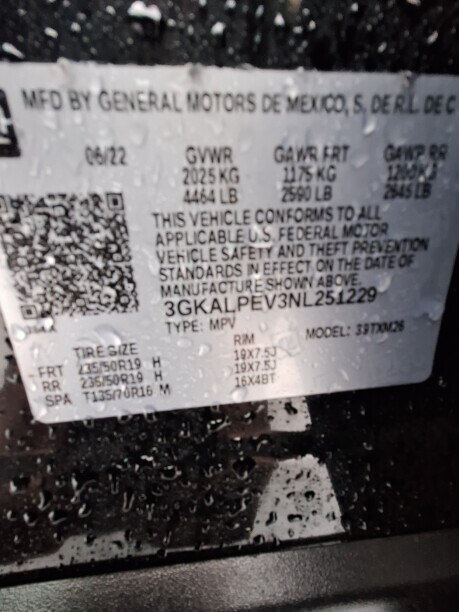 MFD BY GENERAL MOTORS DE MEXICO, S. DE R.L. DE C
06/22 GVWR GAWR FRT GAWR RR
2025 KG 1175 KG KG
4464 LB 2590 LB LB
THIS VEHICLE CONFORMS TO ALL
APPLICABLE U.S. FEDERAL MOTOR
VEHICLE SAFETY AND THEFT PREVENTION
STANDARDS IN EFFECT ON THE DATE OF
MANUFACTURE SHOWN ABOVE.
3GKALPEV3NL251229
TYPE: MPV MODEL:
TIRE SIZE RIM
FRT 235/50R19 H 19X7.5J
RR 235/50R19 H 19X7.5J
SPA T135/70R16 M 16X4BT